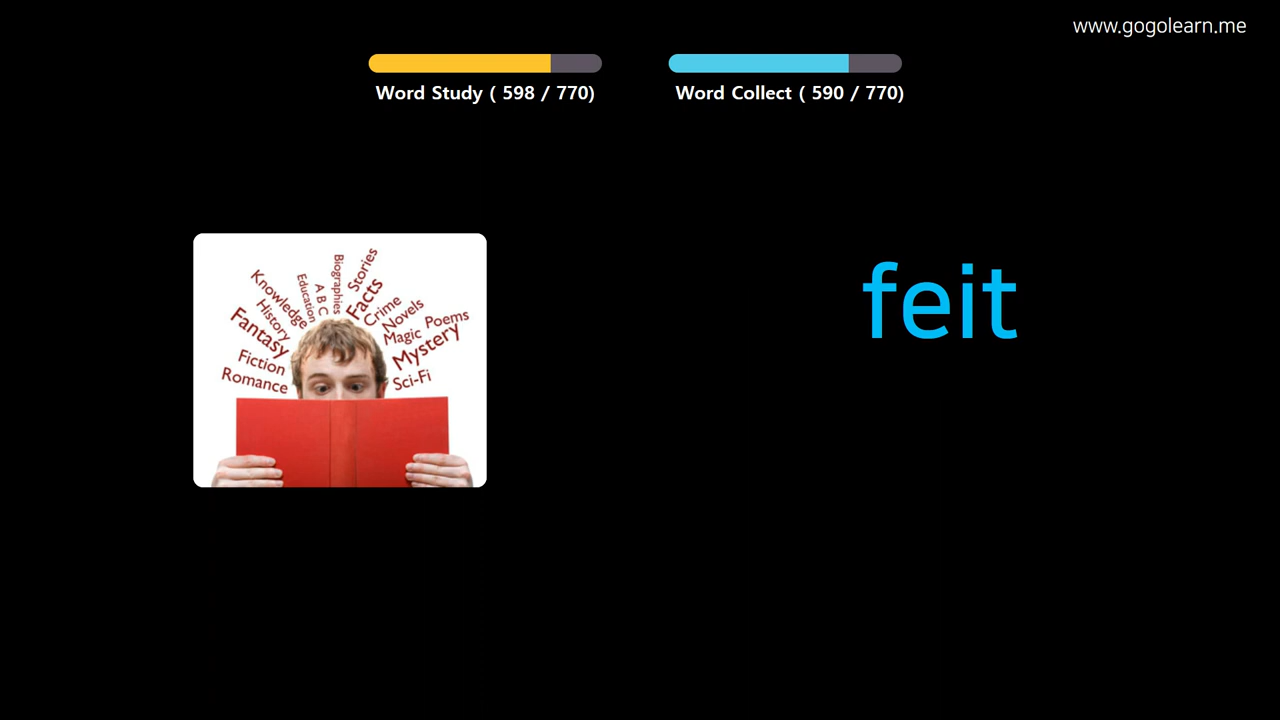 www.gogolearn.me
Word Study ( 598 / 770)
Word Collect ( 590 / 770)
feit
Knowledge
History
Fantasy
Fiction
Romance
Education
A B C
Biographies
Stories
Facts
Crime
Novels
Magic
Poems
Mystery
Sci-Fi